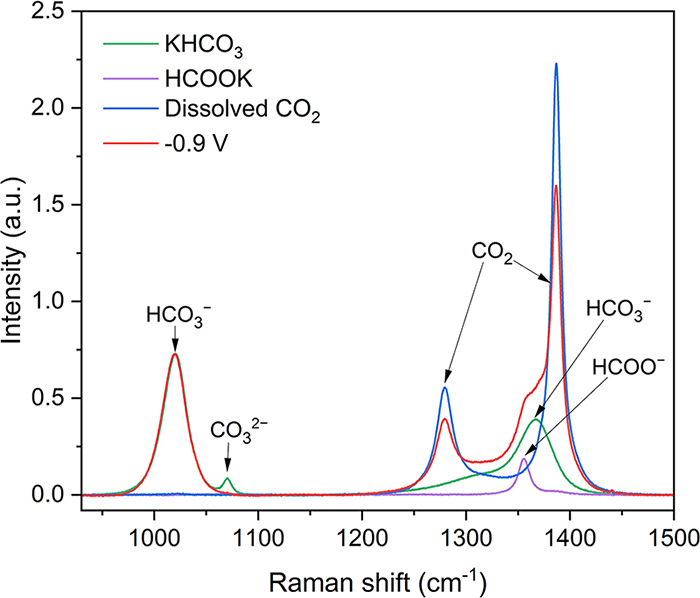 2.5
2.0
1.5
1.0
0.5
0.0
Intensity (a.u.)
KHCO₃
HCOOK
Dissolved CO₂
-0.9 V
CO₂
HCO₃⁻
HCO₃⁻
HCOO⁻
CO₃²⁻
1000 1100 1200 1300 1400 1500
Raman shift (cm⁻¹)